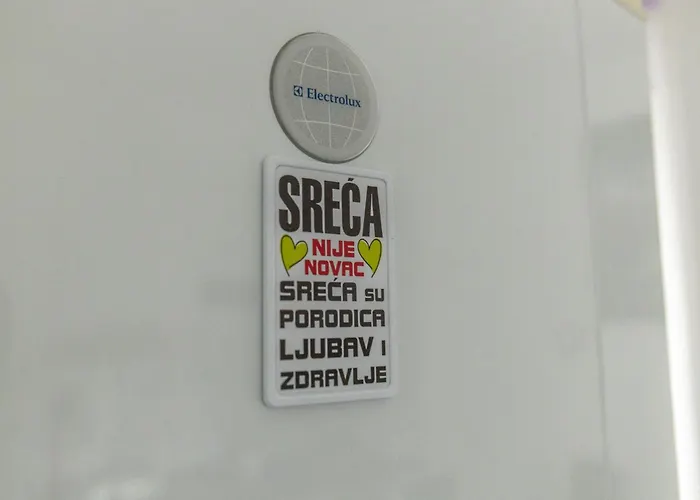 Electrolux
SREĆA
NIJE
NOVAC
SREĆA SU
PORODICA
LJUBAV I
ZDRAVLJE